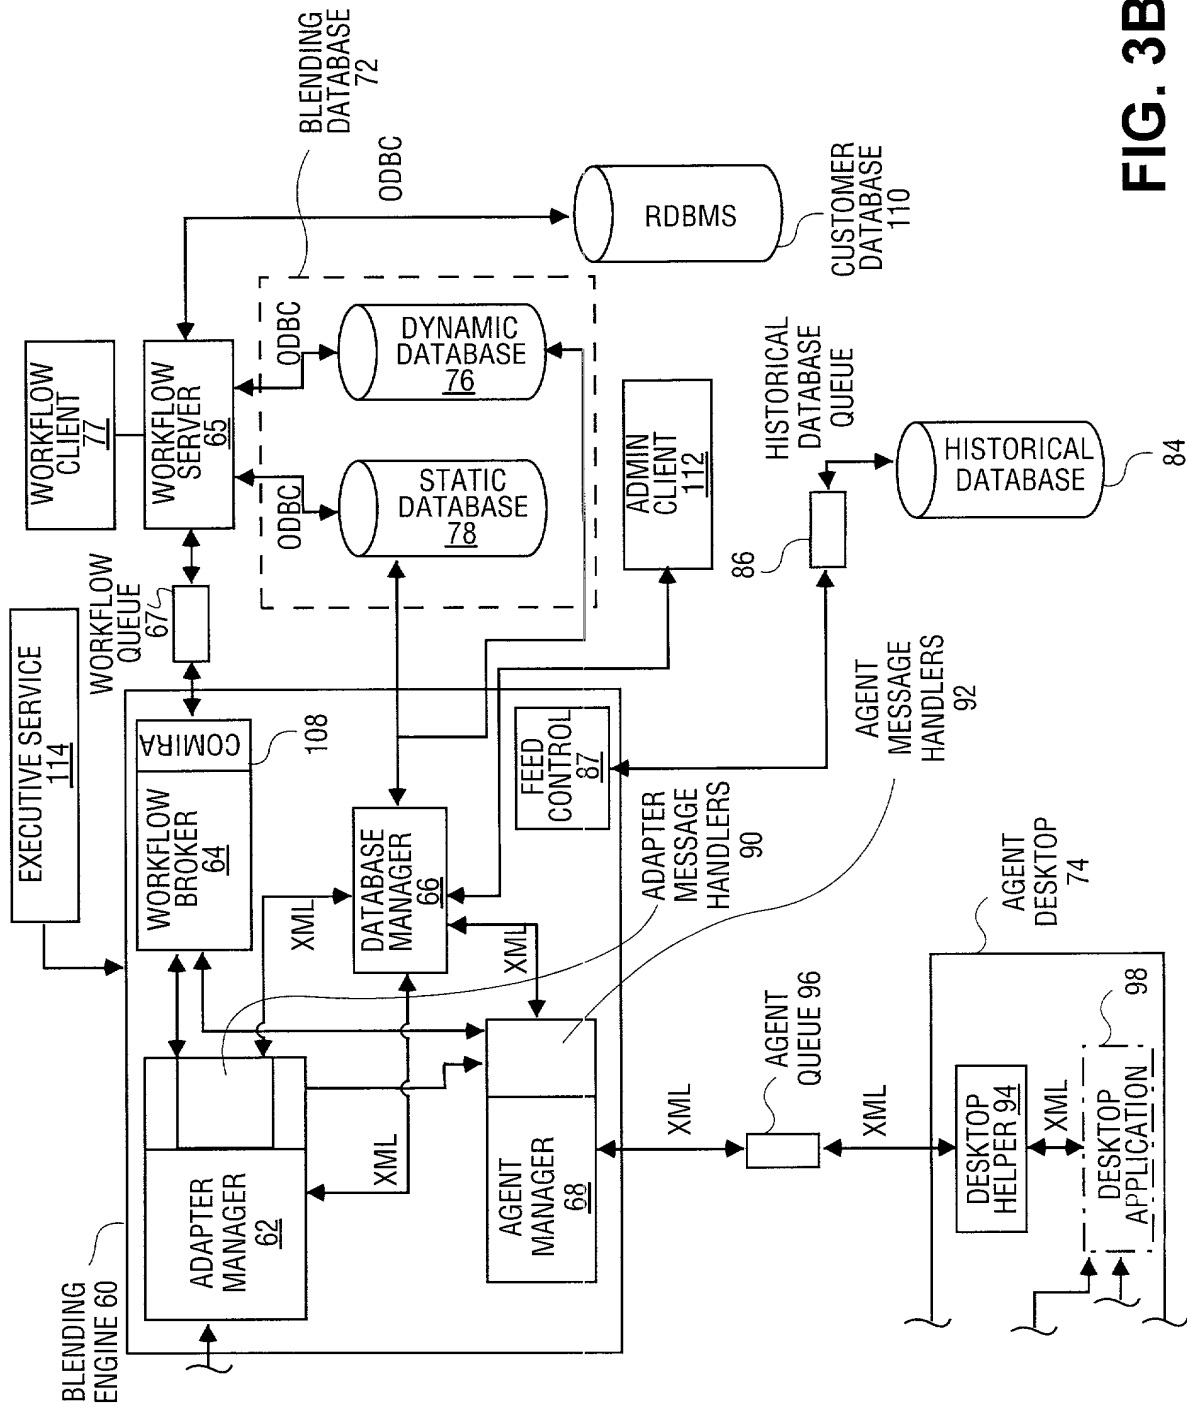 BLENDING
ENGINE 60
ADAPTER
MANAGER
62
EXECUTIVE SERVICE
114
WORKFLOW
BROKER
64
COMIRA
108
WORKFLOW
QUEUE
67
WORKFLOW
CLIENT
77
WORKFLOW
SERVER
65
ODBC
ODBC
BLENDING
DATABASE
72
ODBC
STATIC
DATABASE
78
DYNAMIC
DATABASE
76
RDBMS
CUSTOMER
DATABASE
110
XML
XML
XML
DATABASE
MANAGER
66
AGENT
MANAGER
68
FEED
CONTROL
87
ADMIN
CLIENT
112
ADAPTER
MESSAGE
HANDLERS
90
HISTORICAL
DATABASE
QUEUE
86
HISTORICAL
DATABASE
84
AGENT
MESSAGE
HANDLERS
92
XML
AGENT
QUEUE 96
XML
AGENT
DESKTOP
74
DESKTOP
HELPER 94
XML
98
DESKTOP
APPLICATION
FIG. 3B